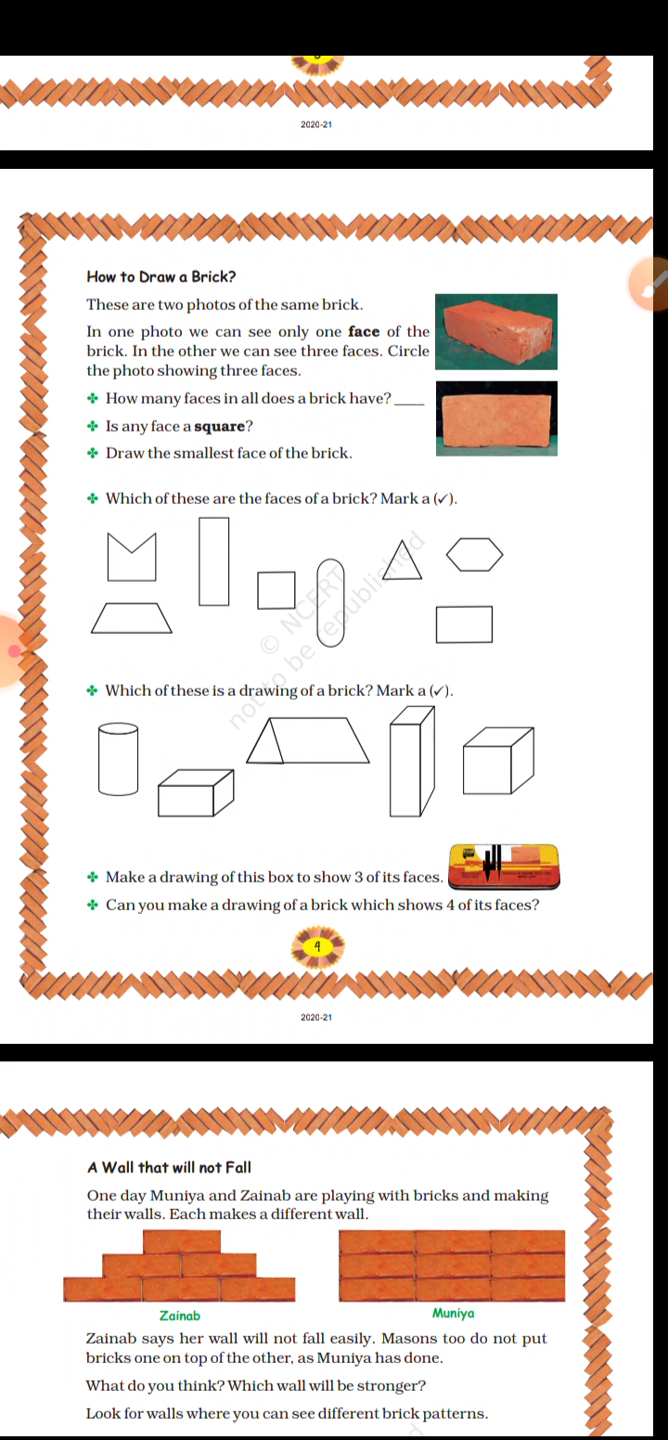 2020-21
How to Draw a Brick?
These are two photos of the same brick.
In one photo we can see only one face of the
brick. In the other we can see three faces. Circle
the photo showing three faces.
❖ How many faces in all does a brick have? ____
❖ Is any face a square?
❖ Draw the smallest face of the brick.
❖ Which of these are the faces of a brick? Mark a (✓).
© NCERT
not to be republished
❖ Which of these is a drawing of a brick? Mark a (✓).
❖ Make a drawing of this box to show 3 of its faces.
❖ Can you make a drawing of a brick which shows 4 of its faces?
4
2020-21
A Wall that will not Fall
One day Muniya and Zainab are playing with bricks and making
their walls. Each makes a different wall.
Zainab
Muniya
Zainab says her wall will not fall easily. Masons too do not put
bricks one on top of the other, as Muniya has done.
What do you think? Which wall will be stronger?
Look for walls where you can see different brick patterns.